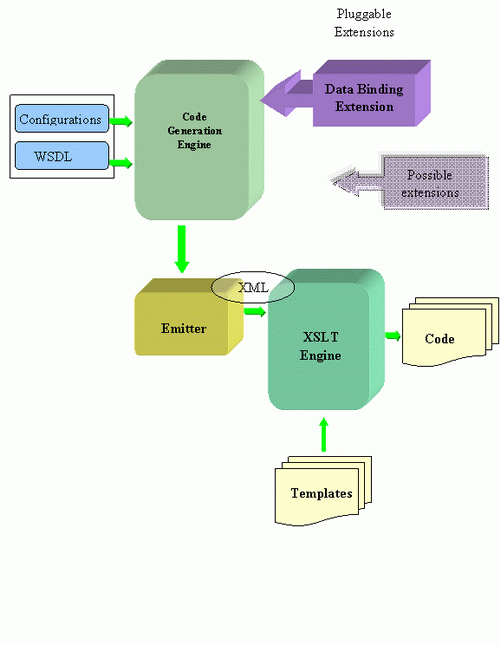 Pluggable
Extensions
Code
Generation
Engine
Data Binding
Extension
Configurations
WSDL
Possible
extensions
XML
Emitter
XSLT
Engine
Code
Templates